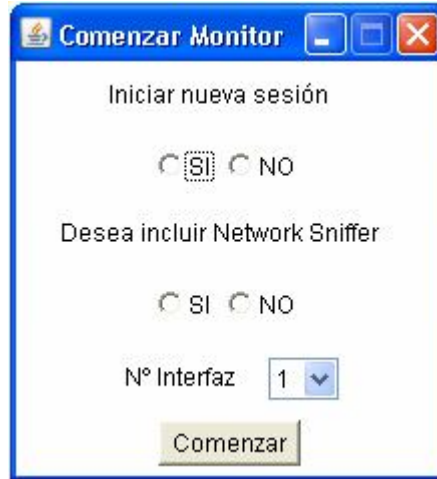 Comenzar Monitor
Iniciar nueva sesión
SI NO
Desea incluir Network Sniffer
SI NO
Nº Interfaz 1
Comenzar